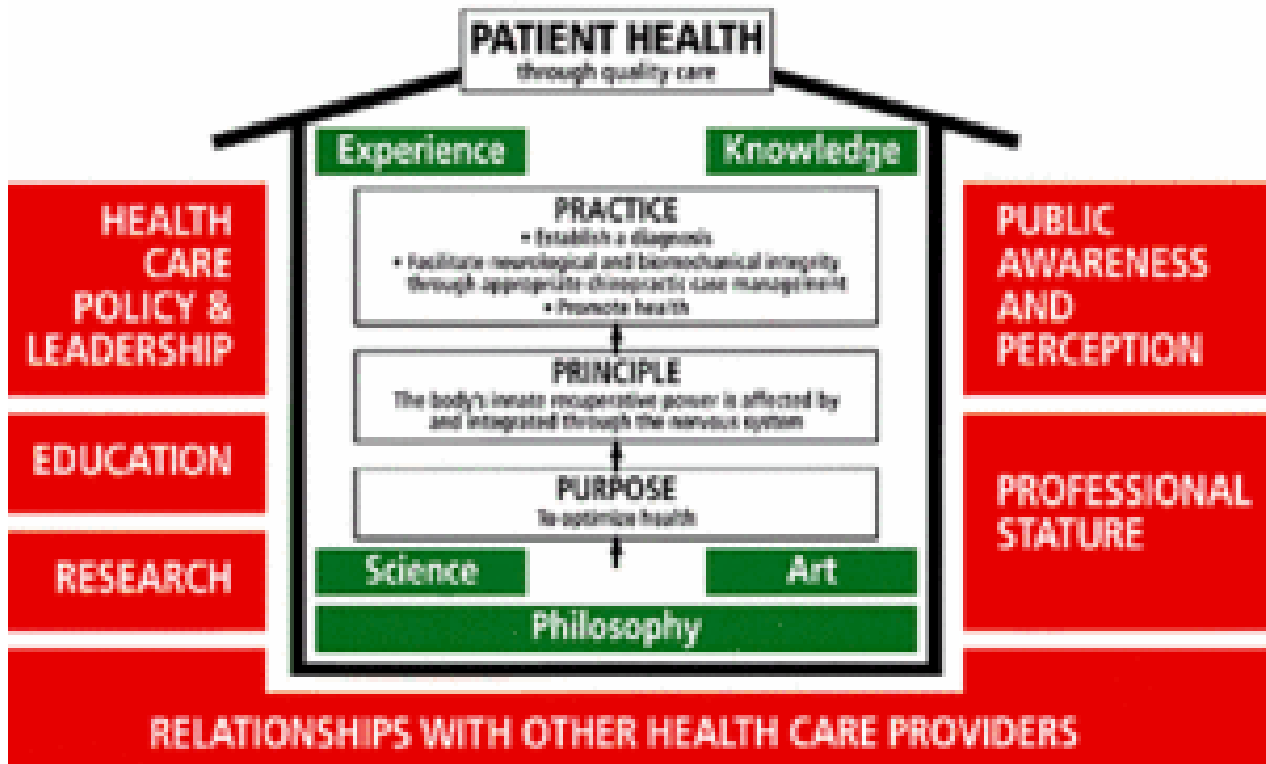 PATIENT HEALTH
through quality care
Experience
Knowledge
PRACTICE
• Establish a diagnosis
• Facilitate neurological and biomechanical integrity
through appropriate chiropractic case management
• Promote health
PRINCIPLE
The body's innate recuperative power is affected by
and integrated through the nervous system
PURPOSE
To optimize health
Science
Art
Philosophy
HEALTH
CARE
POLICY &
LEADERSHIP
EDUCATION
RESEARCH
PUBLIC
AWARENESS
AND
PERCEPTION
PROFESSIONAL
STATURE
RELATIONSHIPS WITH OTHER HEALTH CARE PROVIDERS